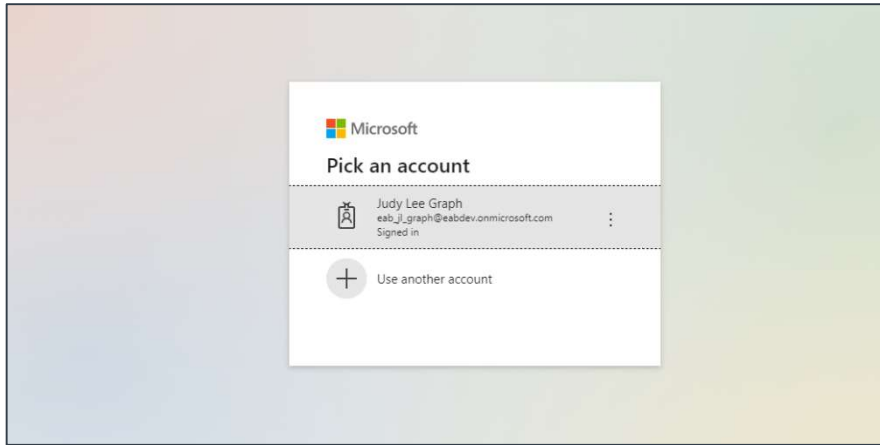 Microsoft
Pick an account
Judy Lee Graph
eab_jl_graph@eabdev.onmicrosoft.com
Signed in
Use another account